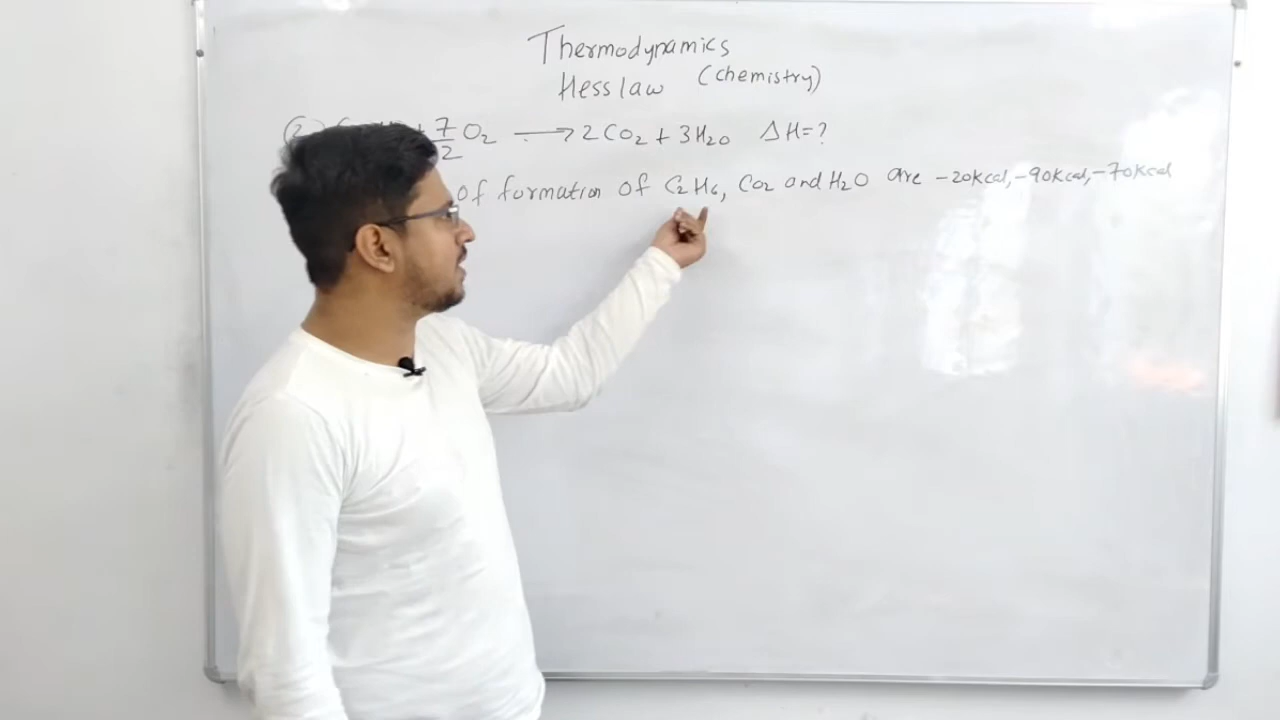 Thermodynamics
Hess law (chemistry)
+ 7/2 O2 → 2CO2 + 3H2O ΔH=?
of formation of C2H6, CO2 and H2O are -20kcal, -90kcal, -70kcal